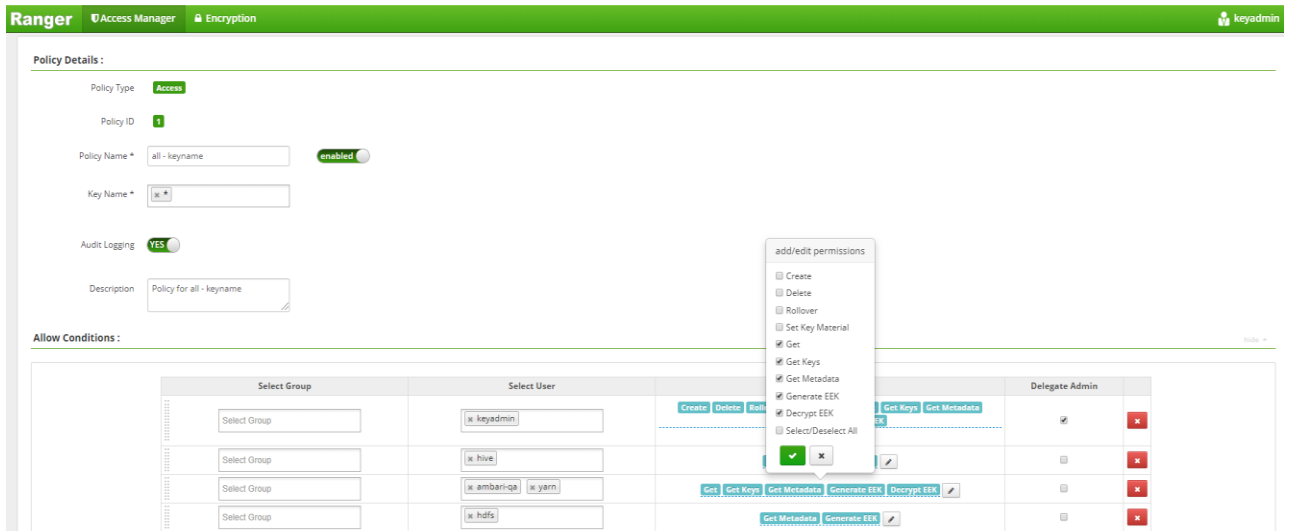 Ranger Access Manager Encryption keyadmin
Policy Details :
Policy Type Access
Policy ID 1
Policy Name * all - keyname enabled
Key Name * × *
Audit Logging YES
Description Policy for all - keyname
add/edit permissions
Create
Delete
Rollover
Set Key Material
Get
Get Keys
Get Metadata
Generate EEK
Decrypt EEK
Select/Deselect All
Allow Conditions :
hide
Select Group Select User Delegate Admin
Select Group × keyadmin Create Delete Get Keys Get Metadata
Select Group × hive
Select Group × ambari-qa × yarn Get Get Keys Get Metadata Generate EEK Decrypt EEK
Select Group × hdfs Get Metadata Generate EEK